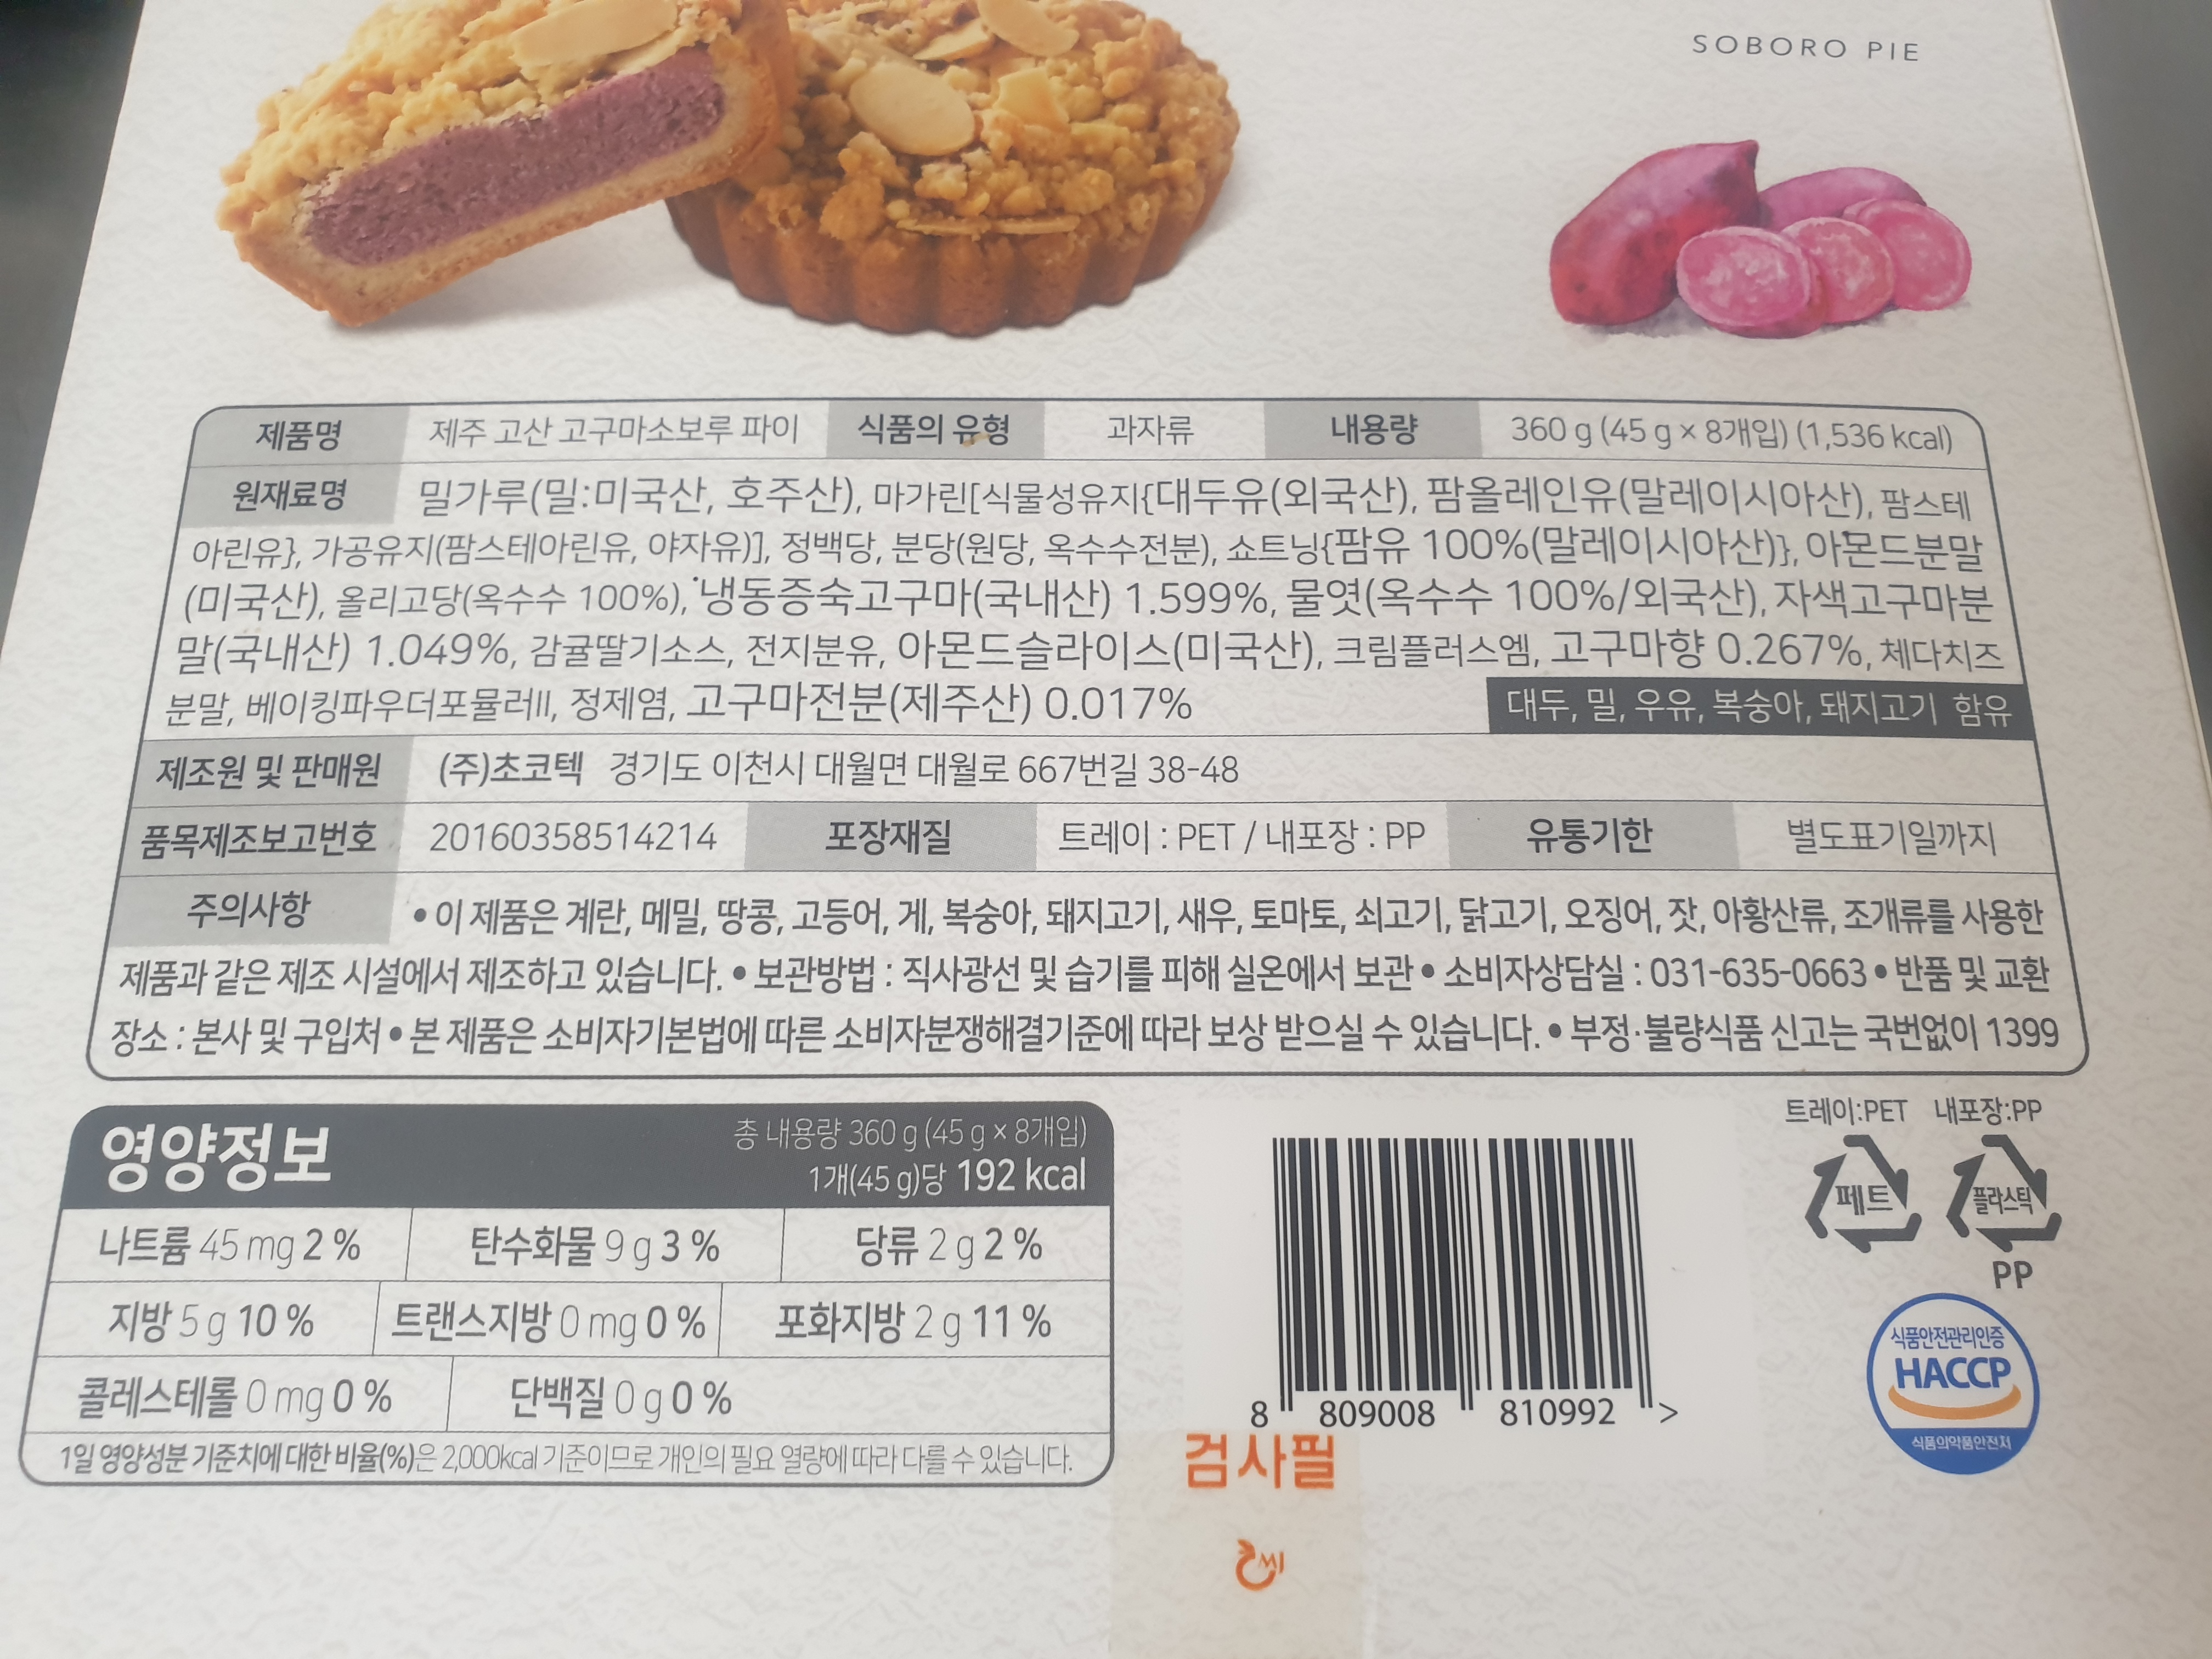 SOBORO PIE
제품명 제주 고산 고구마소보루 파이 식품의 유형 과자류 내용량 360 g (45 g × 8개입) (1,536 kcal)
원재료명 밀가루(밀:미국산, 호주산), 마가린[식물성유지{대두유(외국산), 팜올레인유(말레이시아산), 팜스테
아린유}, 가공유지(팜스테아린유, 야자유)], 정백당, 분당(원당, 옥수수전분), 쇼트닝{팜유 100%(말레이시아산)}, 아몬드분말
(미국산), 올리고당(옥수수 100%), 냉동증숙고구마(국내산) 1.599%, 물엿(옥수수 100%/외국산), 자색고구마분
말(국내산) 1.049%, 감귤딸기소스, 전지분유, 아몬드슬라이스(미국산), 크림플러스엠, 고구마향 0.267%, 체다치즈
분말, 베이킹파우더포뮬러II, 정제염, 고구마전분(제주산) 0.017%
대두, 밀, 우유, 복숭아, 돼지고기 함유
제조원 및 판매원 (주)초코텍 경기도 이천시 대월면 대월로 667번길 38-48
품목제조보고번호 20160358514214 포장재질 트레이 : PET / 내포장 : PP 유통기한 별도표기일까지
주의사항 • 이 제품은 계란, 메밀, 땅콩, 고등어, 게, 복숭아, 돼지고기, 새우, 토마토, 쇠고기, 닭고기, 오징어, 잣, 아황산류, 조개류를 사용한
제품과 같은 제조 시설에서 제조하고 있습니다. • 보관방법 : 직사광선 및 습기를 피해 실온에서 보관 • 소비자상담실 : 031-635-0663 • 반품 및 교환
장소 : 본사 및 구입처 • 본 제품은 소비자기본법에 따른 소비자분쟁해결기준에 따라 보상 받으실 수 있습니다. • 부정·불량식품 신고는 국번없이 1399
영양정보
총 내용량 360 g (45 g × 8개입)
1개(45 g)당 192 kcal
나트륨 45 mg 2 % 탄수화물 9 g 3 % 당류 2 g 2 %
지방 5 g 10 % 트랜스지방 0 mg 0 % 포화지방 2 g 11 %
콜레스테롤 0 mg 0 % 단백질 0 g 0 %
1일 영양성분 기준치에 대한 비율(%)은 2,000kcal 기준이므로 개인의 필요 열량에 따라 다를 수 있습니다.
8 809008 810992 >
검사필
트레이:PET 내포장:PP
페트 플라스틱
PP
식품안전관리인증
HACCP
식품의약품안전처